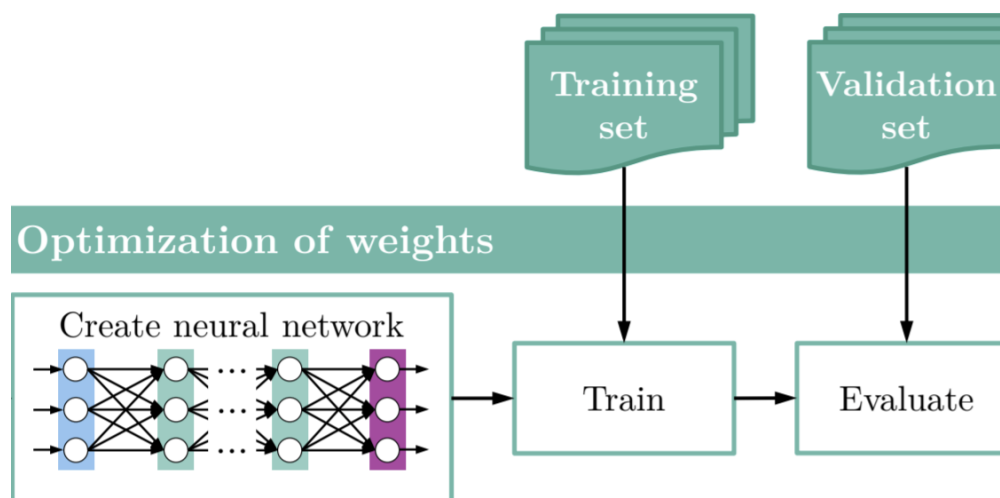 Training
set
Validation
set
Optimization of weights
Create neural network
...
...
...
Train
Evaluate